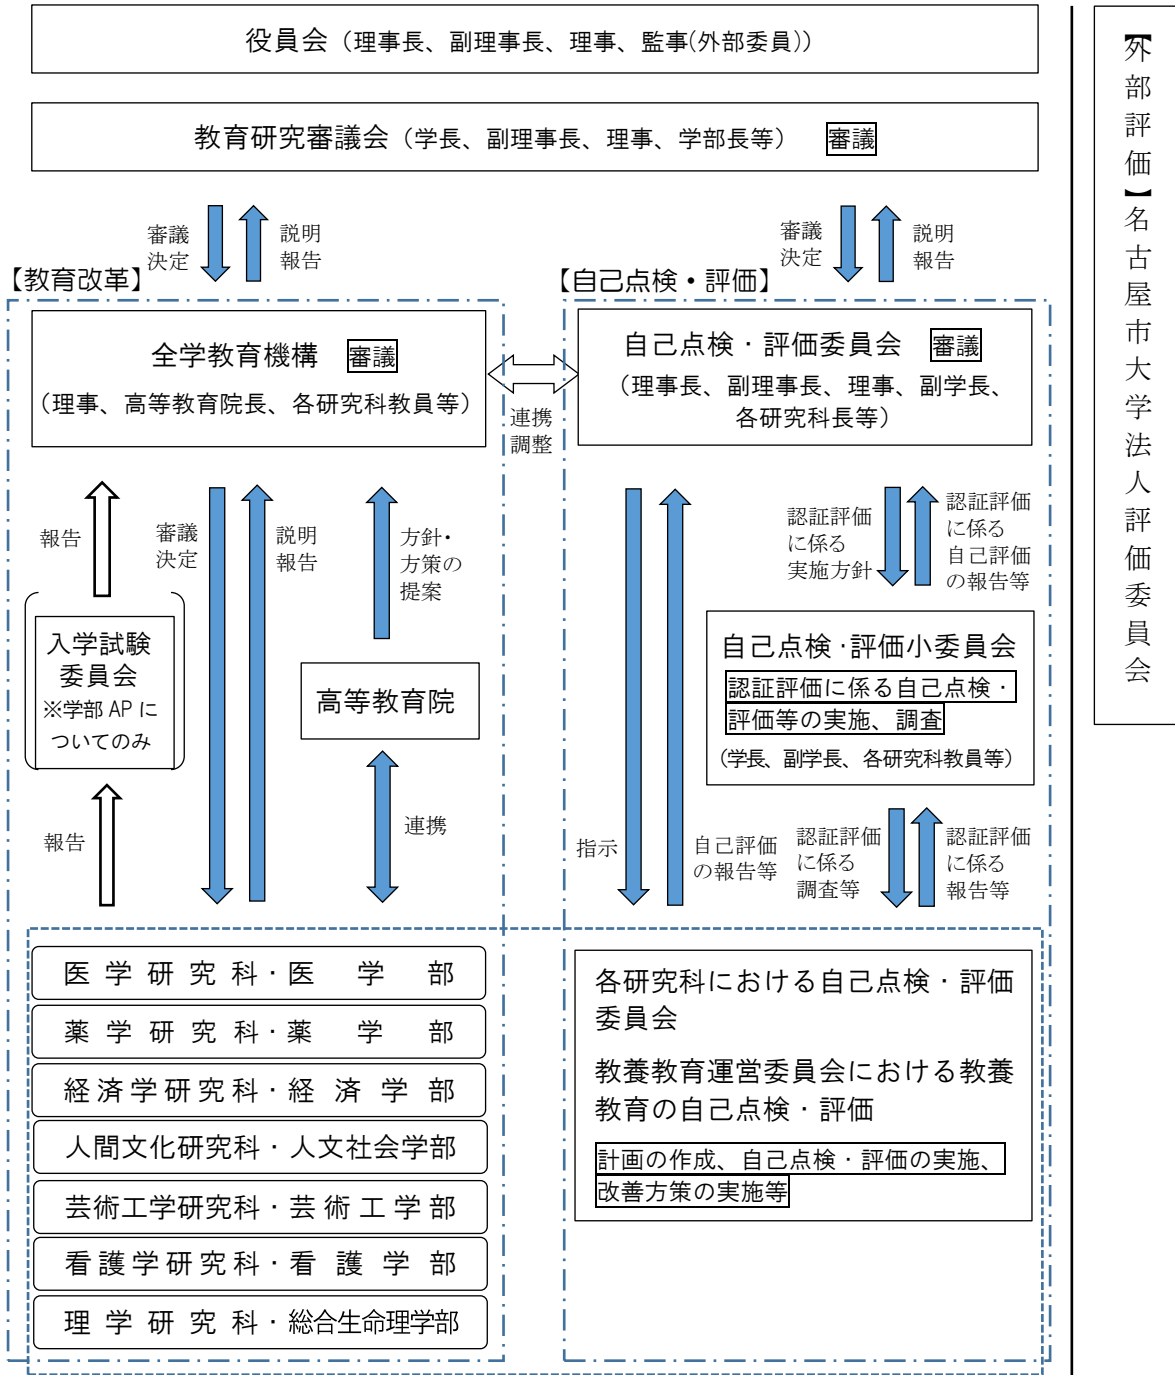 役員会（理事長、副理事長、理事、監事(外部委員)）
教育研究審議会（学長、副理事長、理事、学部長等） 審議
審議
決定
説明
報告
審議
決定
説明
報告
【教育改革】
【自己点検・評価】
全学教育機構 審議
（理事、高等教育院長、各研究科教員等）
連携
調整
自己点検・評価委員会 審議
（理事長、副理事長、理事、副学長、
各研究科長等）
報告
審議
決定
説明
報告
方針・
方策の
提案
認証評価
に係る
実施方針
認証評価
に係る
自己評価
の報告等
入学試験
委員会
※学部 AP に
ついてのみ
高等教育院
自己点検・評価小委員会
認証評価に係る自己点検・
評価等の実施、調査
（学長、副学長、各研究科教員等）
報告
連携
指示
自己評価
の報告等
認証評価
に係る
調査等
認証評価
に係る
報告等
医学研究科・医学部
薬学研究科・薬学部
経済学研究科・経済学部
人間文化研究科・人文社会学部
芸術工学研究科・芸術工学部
看護学研究科・看護学部
理学研究科・総合生命理学部
各研究科における自己点検・評価
委員会
教養教育運営委員会における教養
教育の自己点検・評価
計画の作成、自己点検・評価の実施、
改善方策の実施等
【外部評価】名古屋市大学法人評価委員会